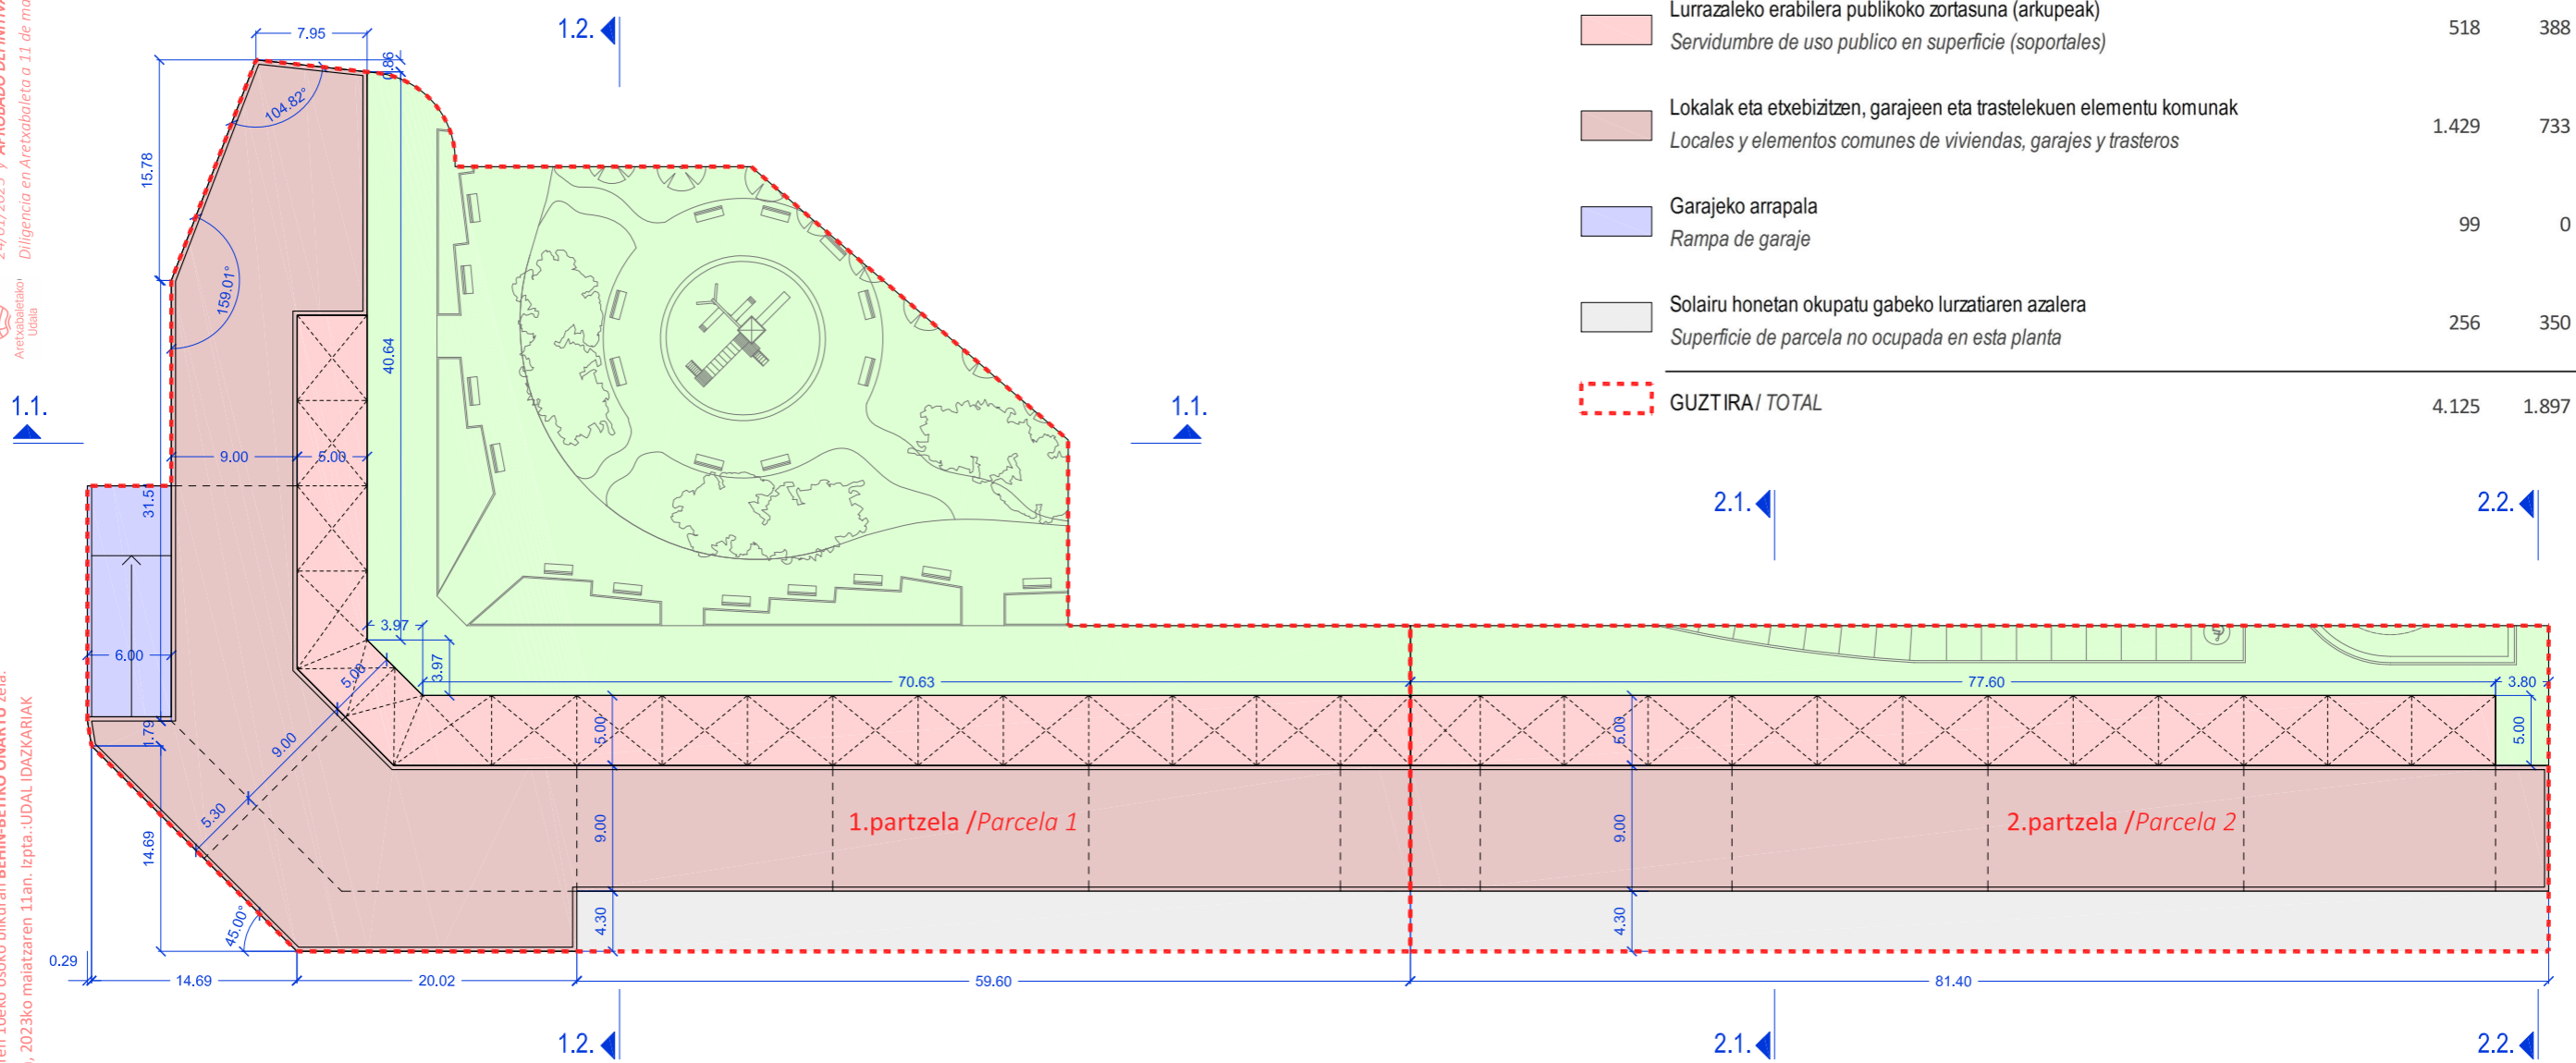 Lurrazaleko erabilera publikoko zortasuna (arkupeak) 518 388
Servidumbre de uso publico en superficie (soportales)
Lokalak eta etxebizitzen, garajeen eta trastelekuen elementu komunak 1.429 733
Locales y elementos comunes de viviendas, garajes y trasteros
Garajeko arrapala 99 0
Rampa de garaje
Solairu honetan okupatu gabeko lurzatiaren azalera 256 350
Superficie de parcela no ocupada en esta planta
GUZTIRA / TOTAL 4.125 1.897
1.2.
7.95
0.86
104.82°
15.78
159.01°
40.64
1.1.
1.1.
9.00
5.00
31.51
2.1.
2.2.
6.00
3.97
3.97
5.00
70.63
77.60
3.80
5.00
5.00
5.00
1.79
9.00
5.30
14.69
9.00
9.00
1.partzela /Parcela 1
2.partzela /Parcela 2
45.00°
4.30
4.30
0.29
14.69
20.02
59.60
81.40
1.2.
2.1.
2.2.
Diligencia en Aretxabaleta a 11 de
Aretxabaletako
Udala
BEHIN-BETIKO ONARTU zela.
, 2023ko maiatzaren 11an. Izpta.:UDAL IDAZKARIAK